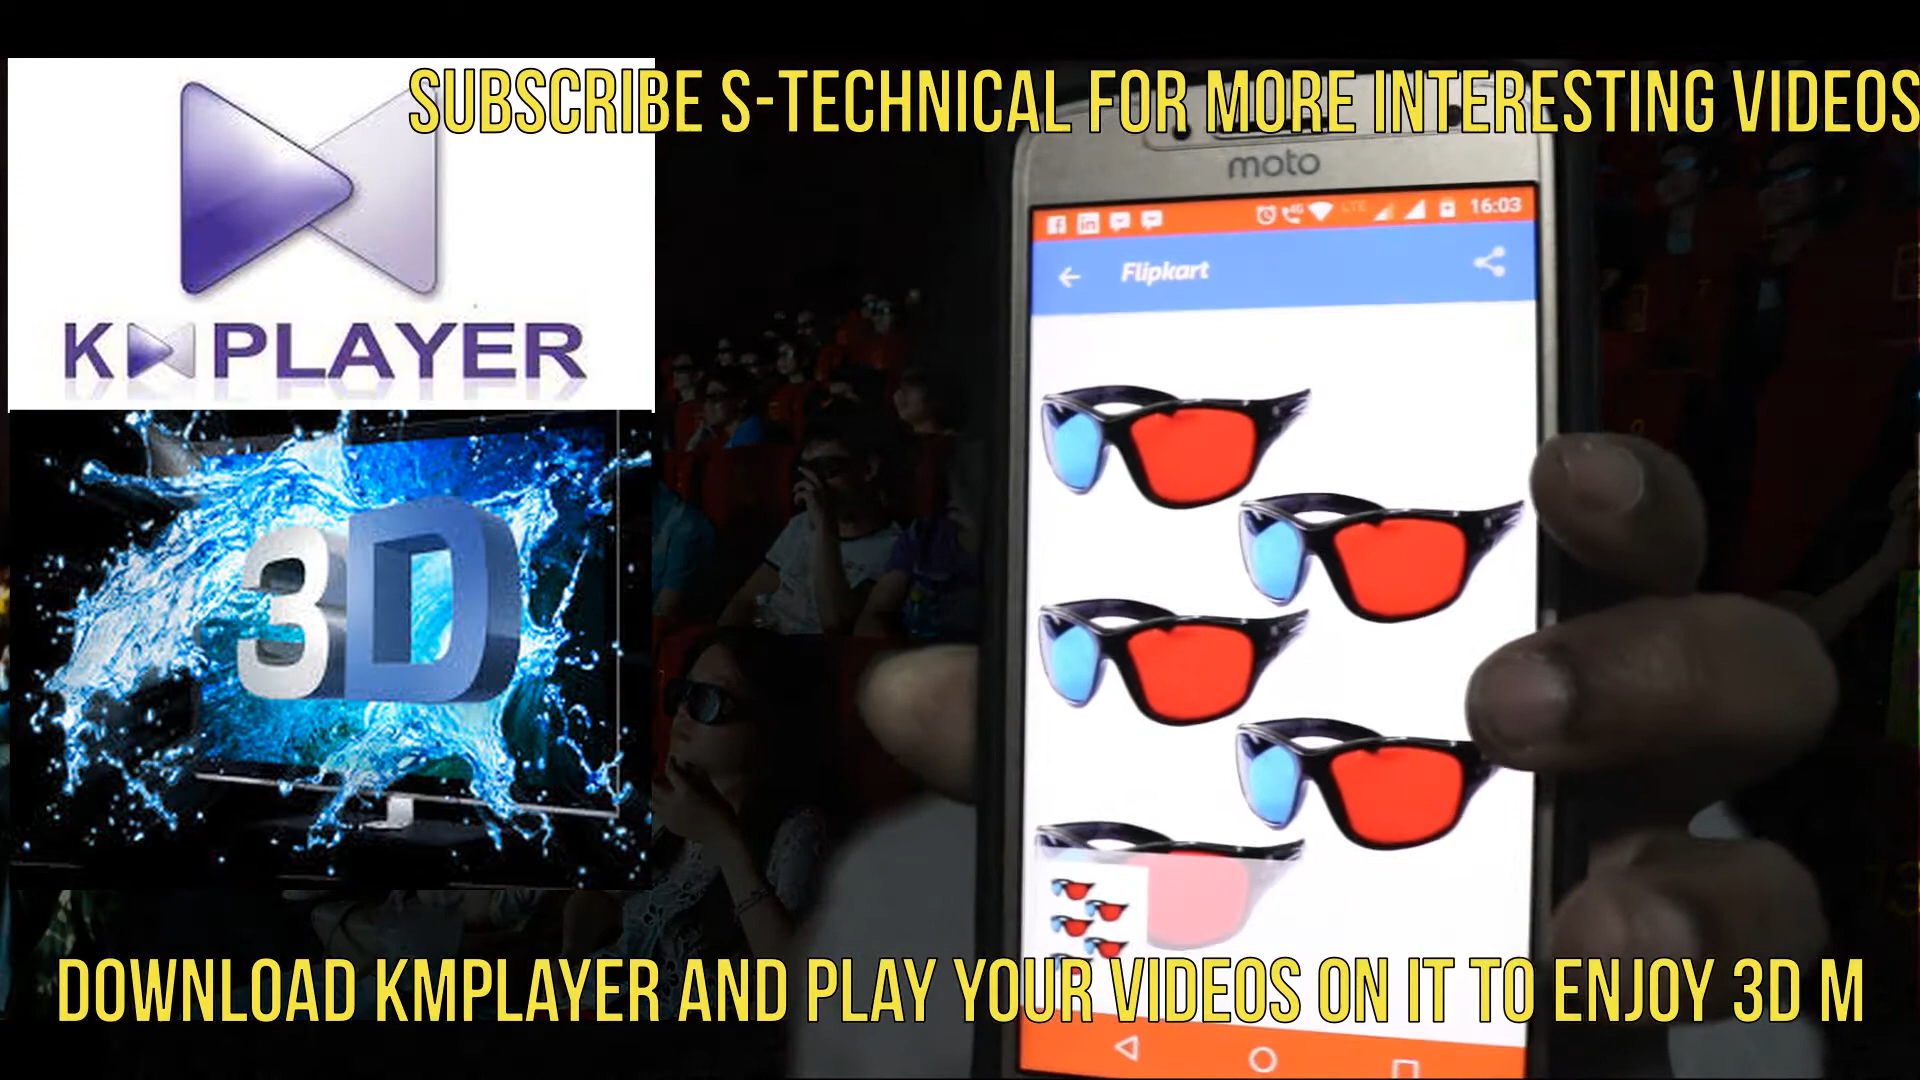 SUBSCRIBE S-TECHNICAL FOR MORE INTERESTING VIDEOS
moto
LTE 16:03
Flipkart
KMPLAYER
3D
DOWNLOAD KMPLAYER AND PLAY YOUR VIDEOS ON IT TO ENJOY 3D M